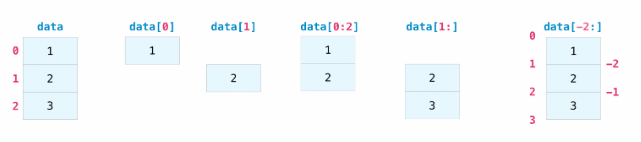 data
0 1
1 2
2 3
data[0]
1
data[1]
2
data[0:2]
1
2
data[1:]
2
3
data[-2:]
0
1
1 2 -2
2 3 -1
3